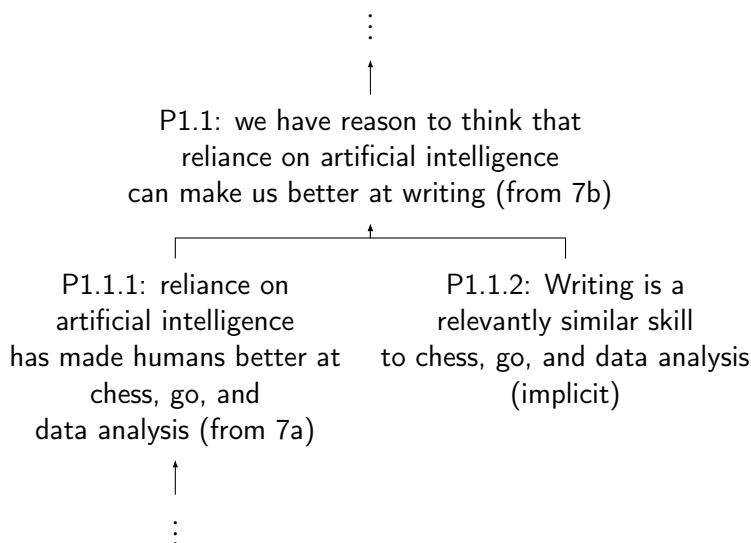 P1.1: we have reason to think that
reliance on artificial intelligence
can make us better at writing (from 7b)
P1.1.1: reliance on
artificial intelligence
has made humans better at
chess, go, and
data analysis (from 7a)
P1.1.2: Writing is a
relevantly similar skill
to chess, go, and data analysis
(implicit)